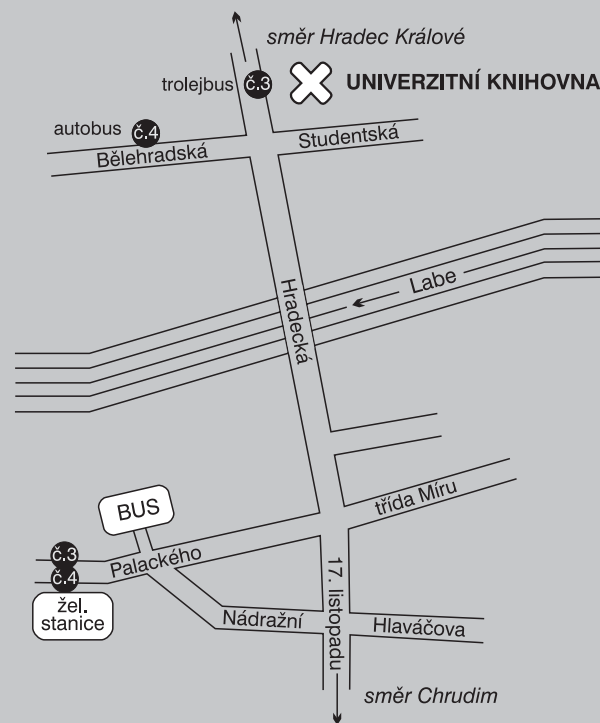 směr Hradec Králové
trolejbus č.3 UNIVERZITNÍ KNIHOVNA
autobus č.4
Bělehradská
Studentská
Hradecká
Labe
třída Míru
BUS
č.3
č.4
Palackého
žel.
stanice
17. listopadu
Nádražní
Hlaváčova
směr Chrudim